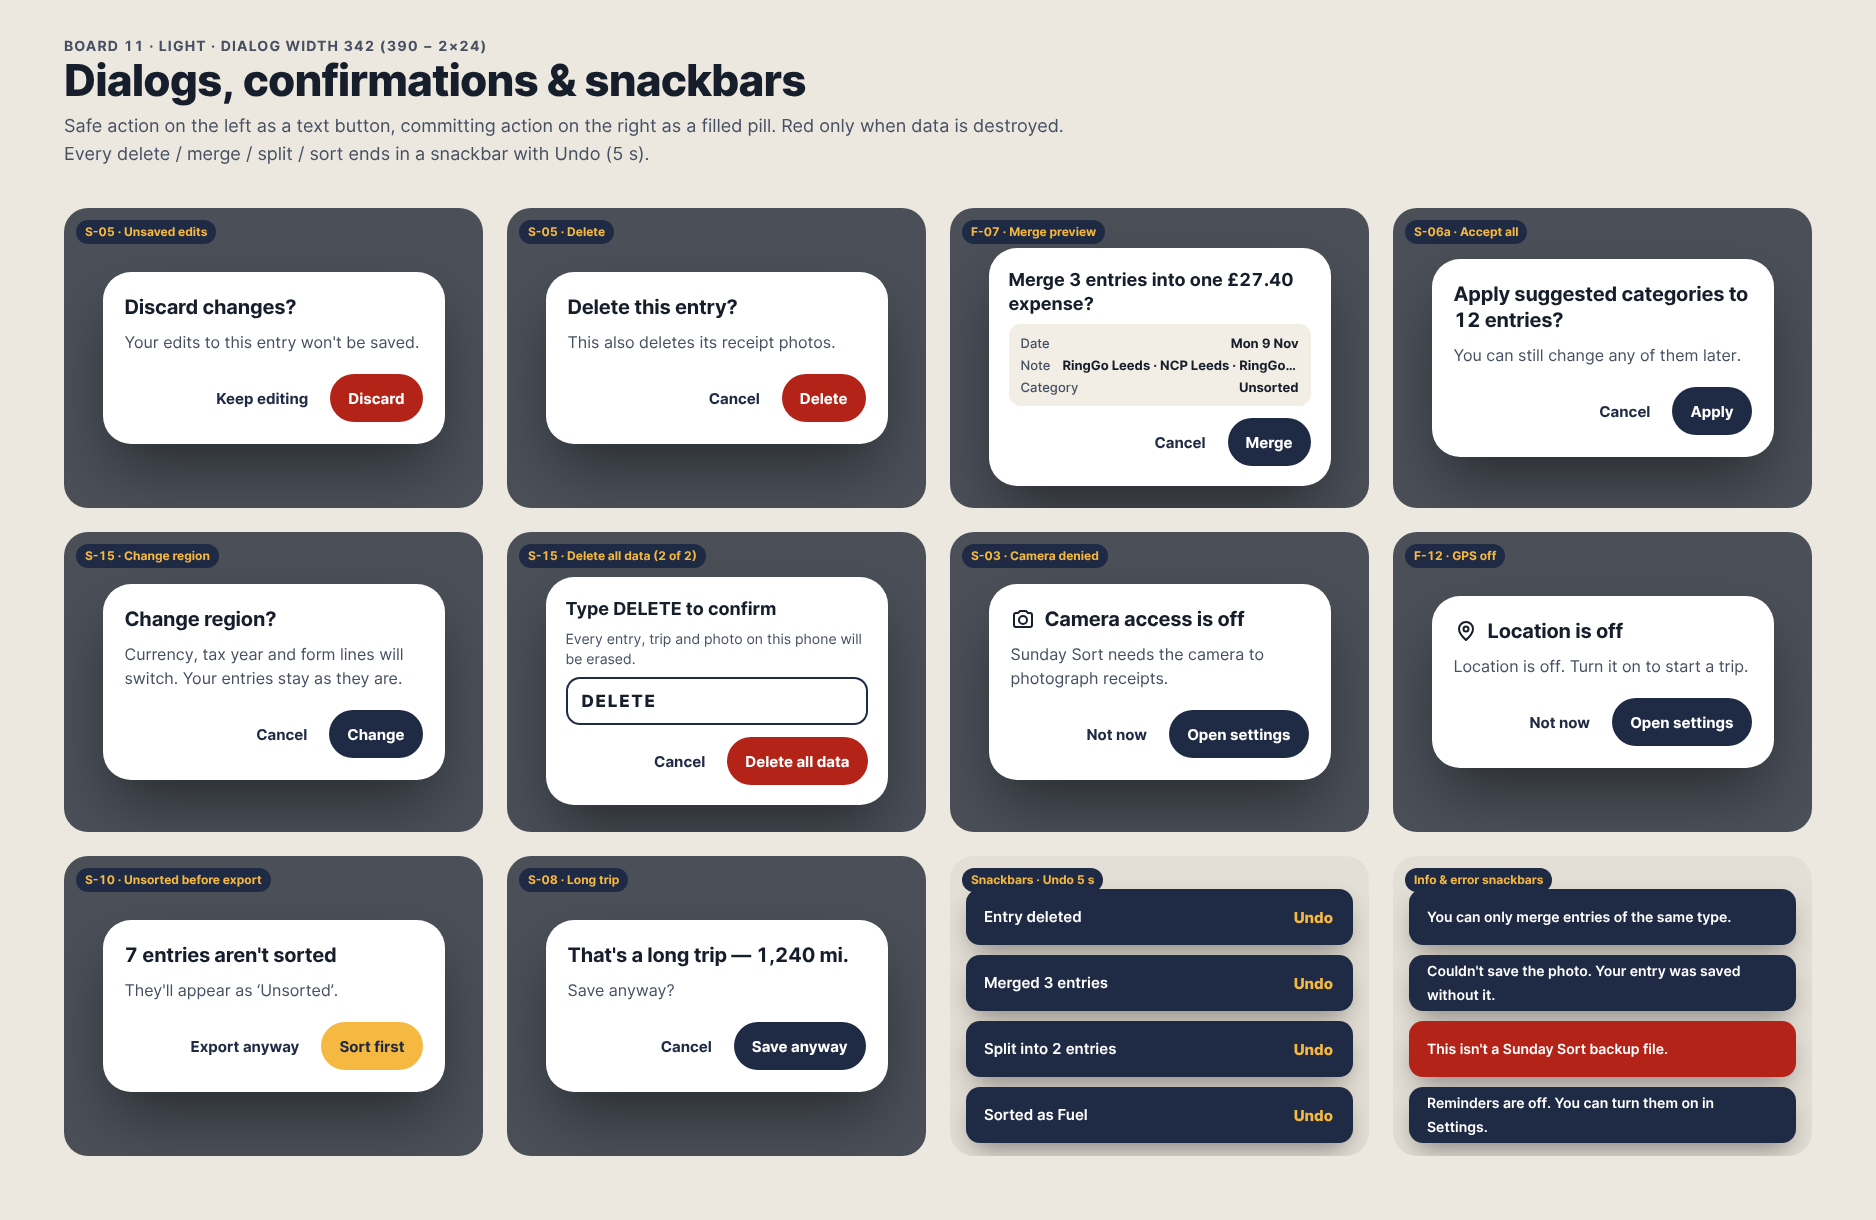 BOARD 11 · LIGHT · DIALOG WIDTH 342 (390 − 2×24)
Dialogs, confirmations & snackbars
Safe action on the left as a text button, committing action on the right as a filled pill. Red only when data is destroyed.
Every delete / merge / split / sort ends in a snackbar with Undo (5 s).
S-05 · Unsaved edits
Discard changes?
Your edits to this entry won't be saved.
Keep editing
Discard
S-05 · Delete
Delete this entry?
This also deletes its receipt photos.
Cancel
Delete
F-07 · Merge preview
Merge 3 entries into one £27.40
expense?
Date Mon 9 Nov
Note RingGo Leeds · NCP Leeds · RingGo…
Category Unsorted
Cancel
Merge
S-06a · Accept all
Apply suggested categories to
12 entries?
You can still change any of them later.
Cancel
Apply
S-15 · Change region
Change region?
Currency, tax year and form lines will
switch. Your entries stay as they are.
Cancel
Change
S-15 · Delete all data (2 of 2)
Type DELETE to confirm
Every entry, trip and photo on this phone will
be erased.
DELETE
Cancel
Delete all data
S-03 · Camera denied
Camera access is off
Sunday Sort needs the camera to
photograph receipts.
Not now
Open settings
F-12 · GPS off
Location is off
Location is off. Turn it on to start a trip.
Not now
Open settings
S-10 · Unsorted before export
7 entries aren't sorted
They'll appear as ‘Unsorted’.
Export anyway
Sort first
S-08 · Long trip
That's a long trip — 1,240 mi.
Save anyway?
Cancel
Save anyway
Snackbars · Undo 5 s
Entry deleted Undo
Merged 3 entries Undo
Split into 2 entries Undo
Sorted as Fuel Undo
Info & error snackbars
You can only merge entries of the same type.
Couldn't save the photo. Your entry was saved
without it.
This isn't a Sunday Sort backup file.
Reminders are off. You can turn them on in
Settings.